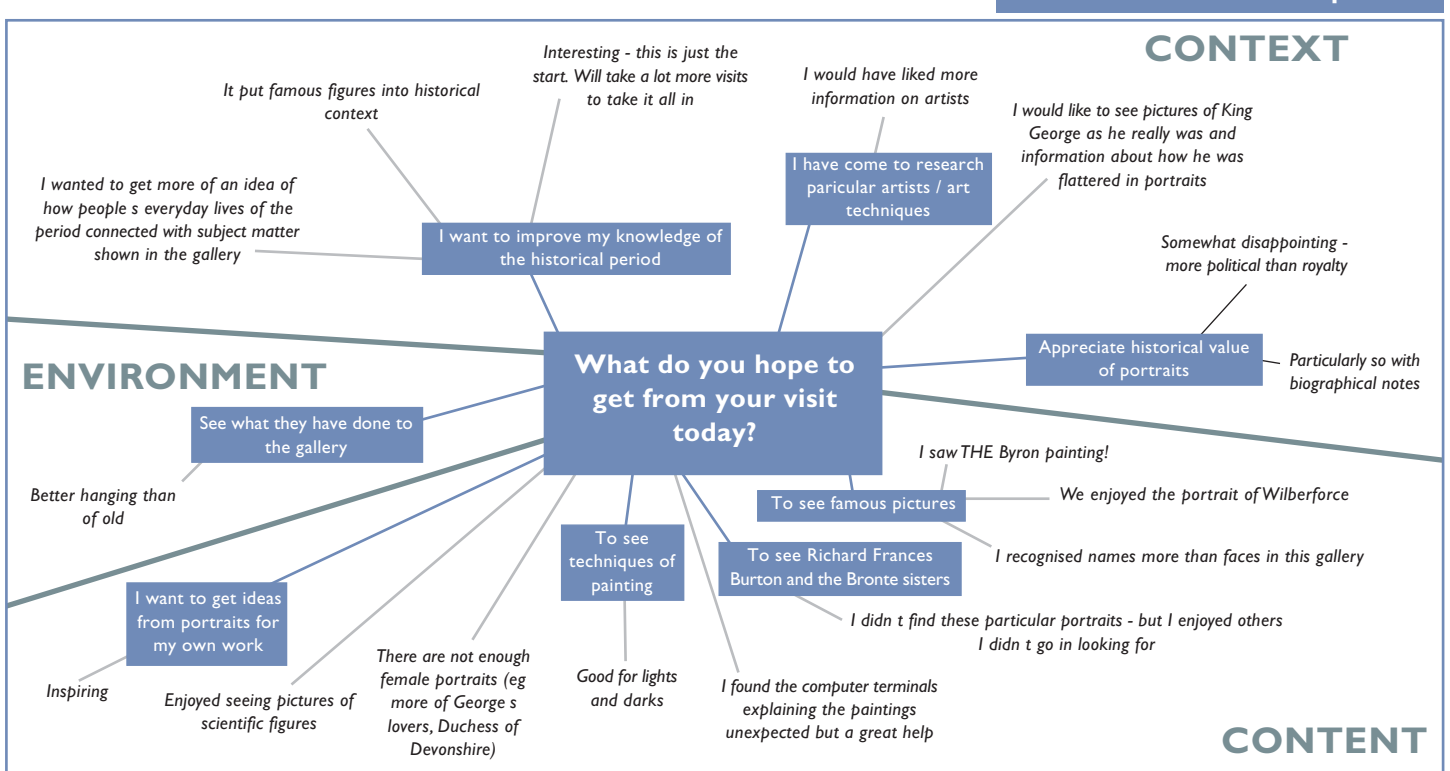 CONTEXT
It put famous figures into historical
context
Interesting - this is just the
start. Will take a lot more visits
to take it all in
I would have liked more
information on artists
I would like to see pictures of King
George as he really was and
information about how he was
flattered in portraits
I wanted to get more of an idea of
how people s everyday lives of the
period connected with subject matter
shown in the gallery
I want to improve my knowledge of
the historical period
I have come to research
paricular artists / art
techniques
Somewhat disappointing -
more political than royalty
Appreciate historical value
of portraits
Particularly so with
biographical notes
What do you hope to
get from your visit
today?
ENVIRONMENT
See what they have done to
the gallery
Better hanging than
of old
I saw THE Byron painting!
To see famous pictures
We enjoyed the portrait of Wilberforce
I recognised names more than faces in this gallery
To see
techniques of
painting
To see Richard Frances
Burton and the Bronte sisters
I didn t find these particular portraits - but I enjoyed others
I didn t go in looking for
I want to get ideas
from portraits for
my own work
Inspiring
Enjoyed seeing pictures of
scientific figures
There are not enough
female portraits (eg
more of George s
lovers, Duchess of
Devonshire)
Good for lights
and darks
I found the computer terminals
explaining the paintings
unexpected but a great help
CONTENT